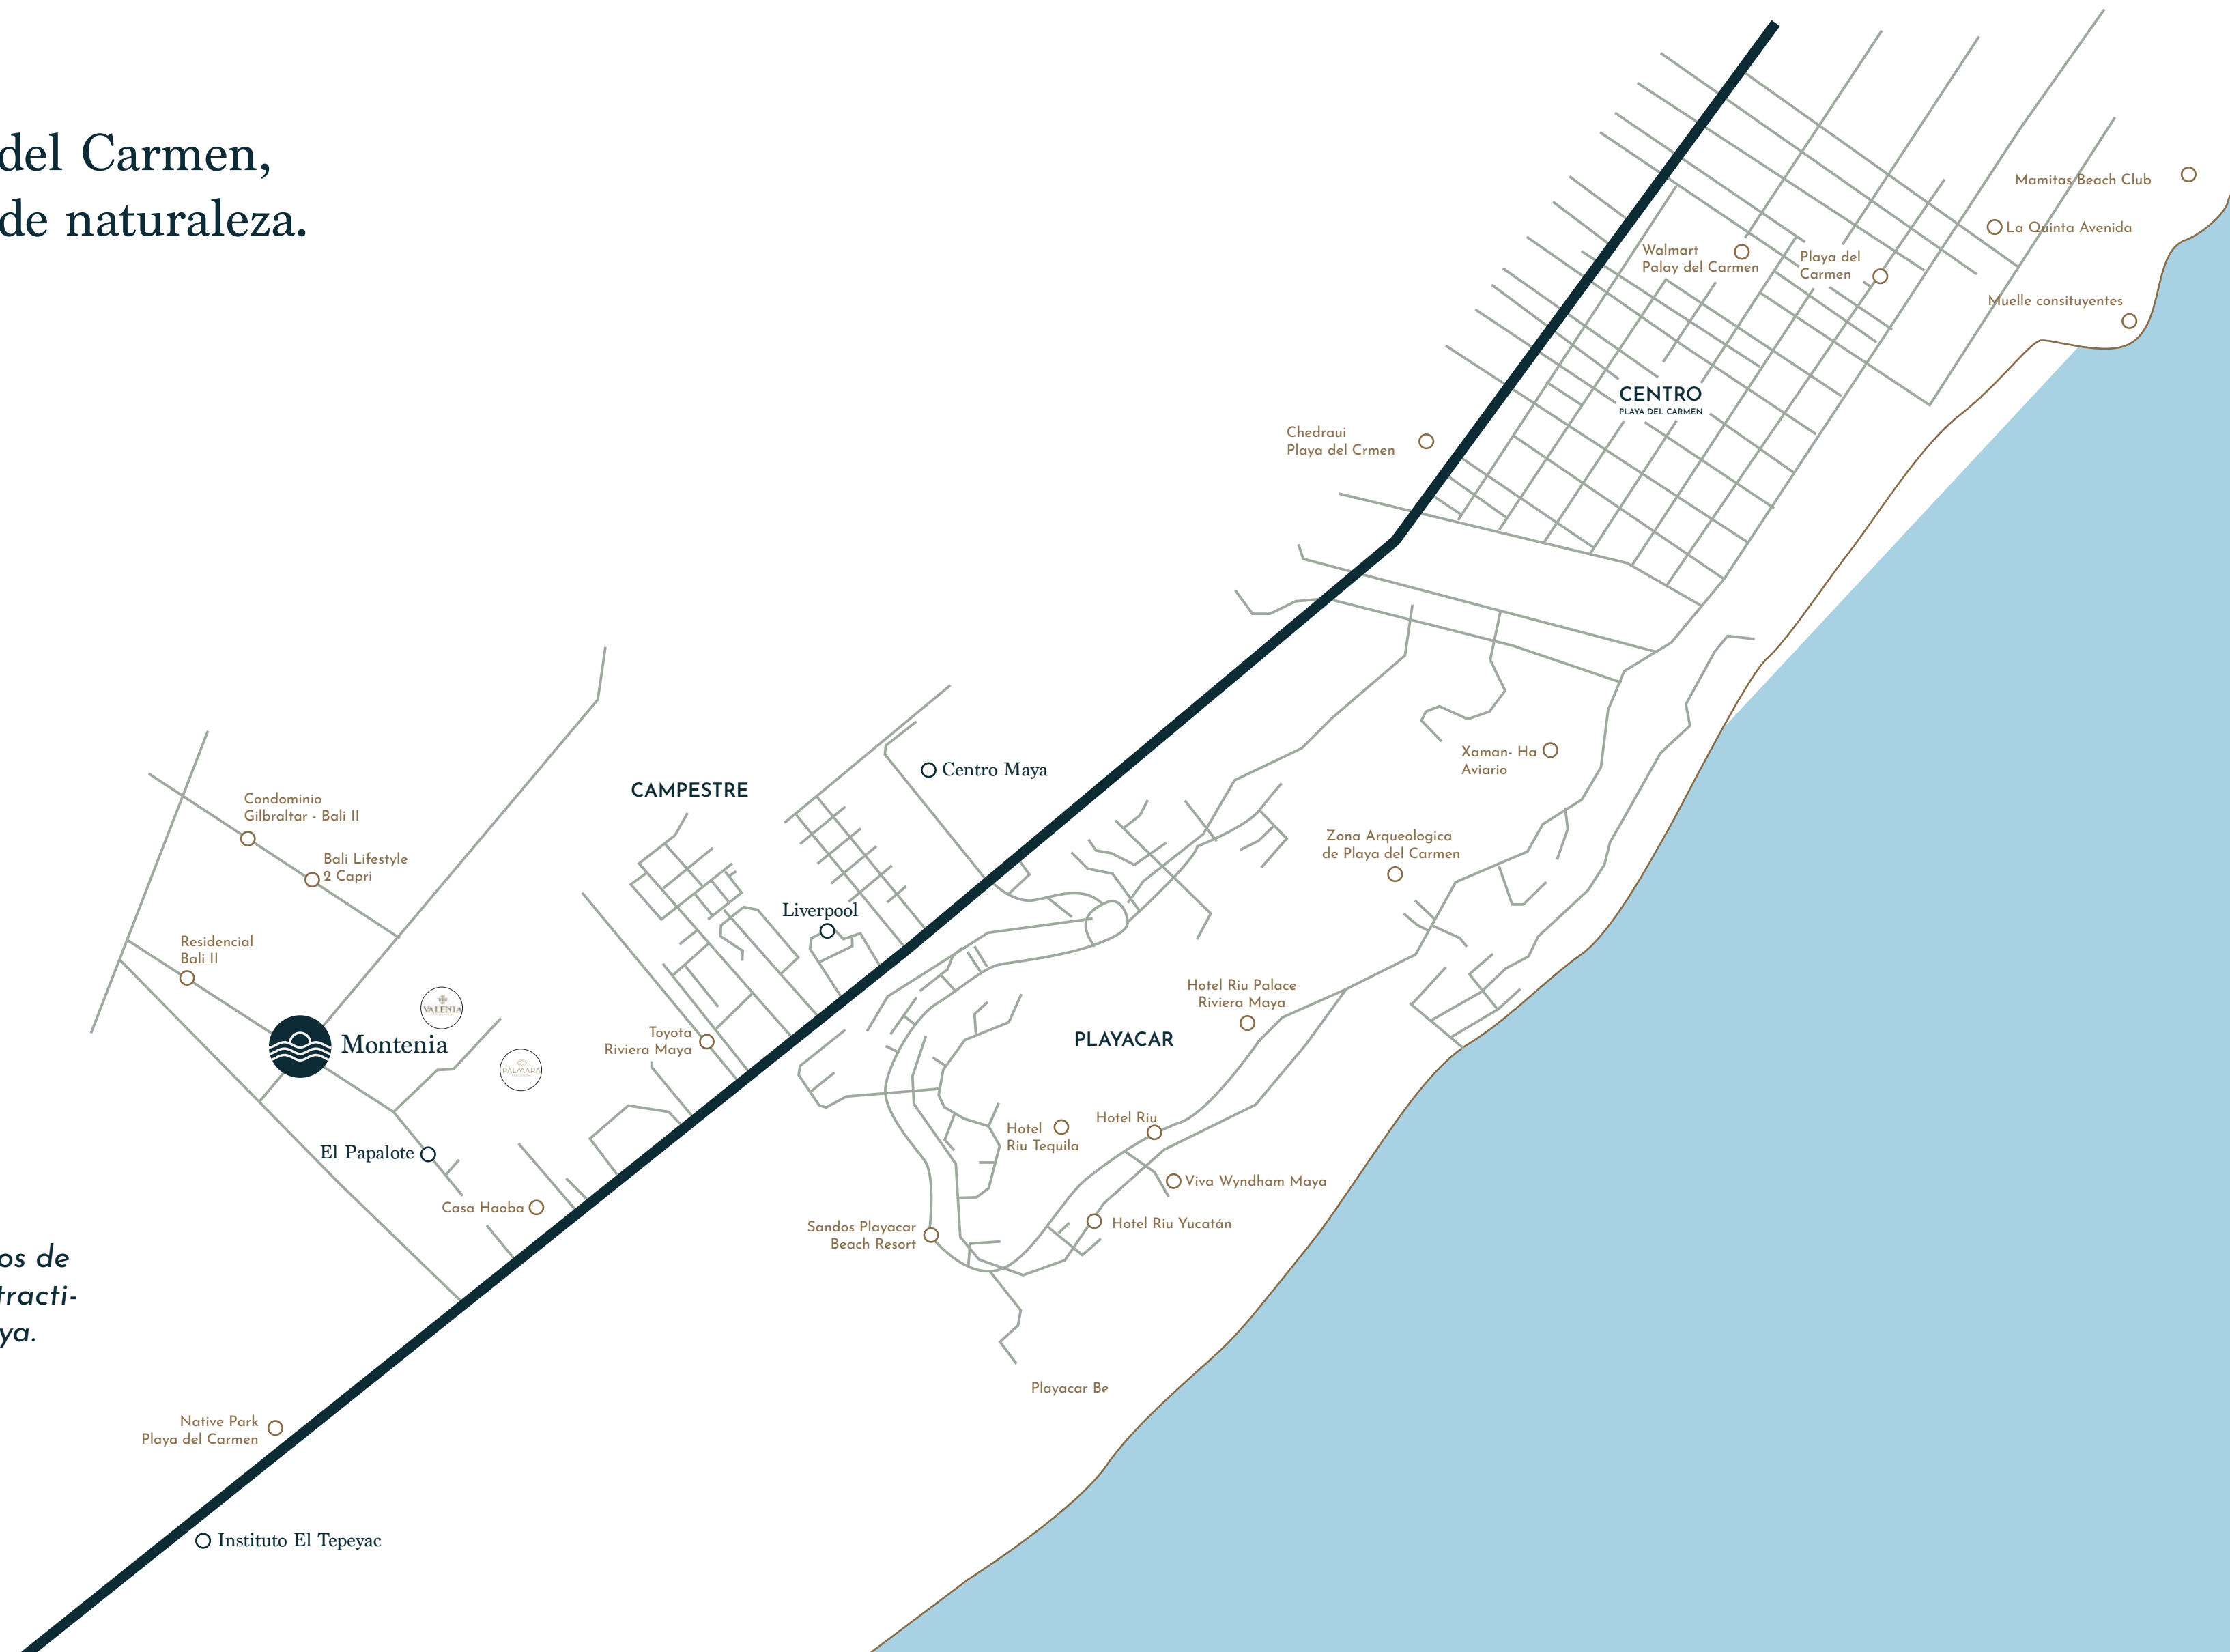 del Carmen,
de naturaleza.
Mamitas Beach Club
La Quinta Avenida
Walmart
Palay del Carmen
Playa del
Carmen
Muelle consituyentes
CENTRO
PLAYA DEL CARMEN
Chedraui
Playa del Crmen
Xaman- Ha
Aviario
Centro Maya
CAMPESTRE
Condominio
Gilbraltar - Bali II
Bali Lifestyle
2 Capri
Zona Arqueologica
de Playa del Carmen
Liverpool
Residencial
Bali II
Hotel Riu Palace
Riviera Maya
VALENIA
Montenia
Toyota
Riviera Maya
PLAYACAR
PALMARA
Hotel Riu
Hotel
Riu Tequila
El Papalote
Viva Wyndham Maya
Casa Haoba
Hotel Riu Yucatán
Sandos Playacar
Beach Resort
os de
tracti-
ya.
Playacar Be
Native Park
Playa del Carmen
Instituto El Tepeyac